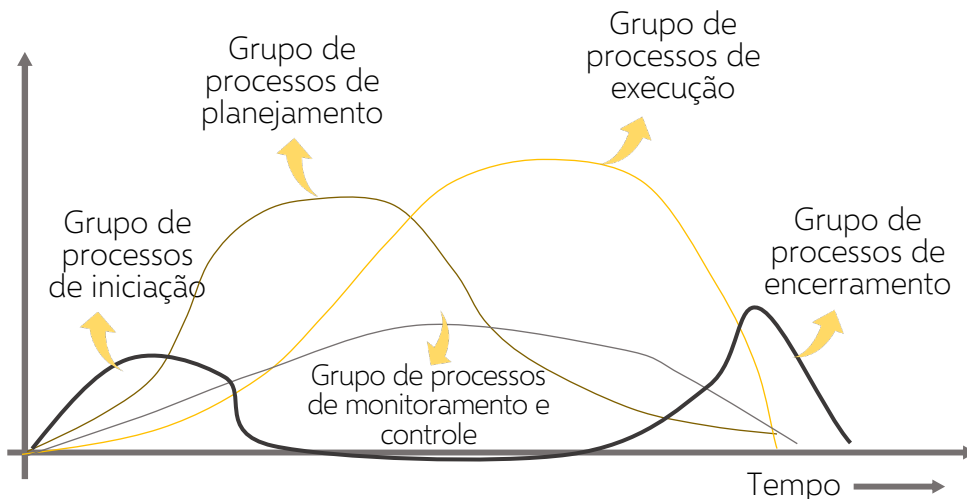 Grupo de
processos de
planejamento
Grupo de
processos de
execução
Grupo de
processos
de iniciação
Grupo de
processos de
encerramento
Grupo de processos
de monitoramento e
controle
Tempo